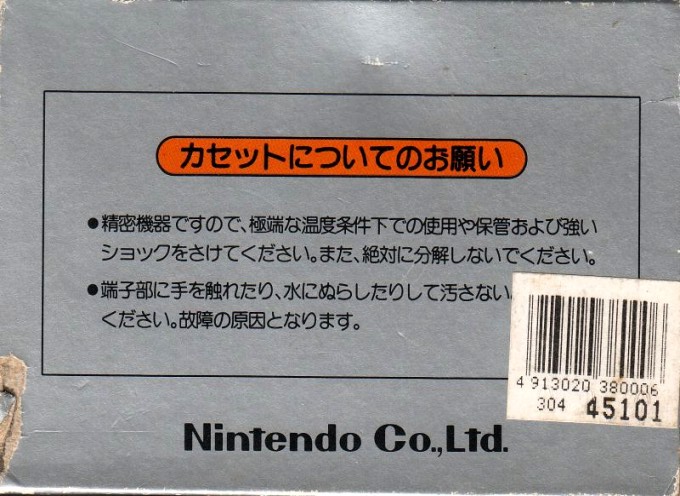 カセットについてのお願い
●精密機器ですので、極端な温度条件下での使用や保管および強い
ショックをさけてください。また、絶対に分解しないでください。
●端子部に手を触れたり、水にぬらしたりして汚さない
ください。故障の原因となります。
4 913020 380006
304 45101
Nintendo Co.,Ltd.